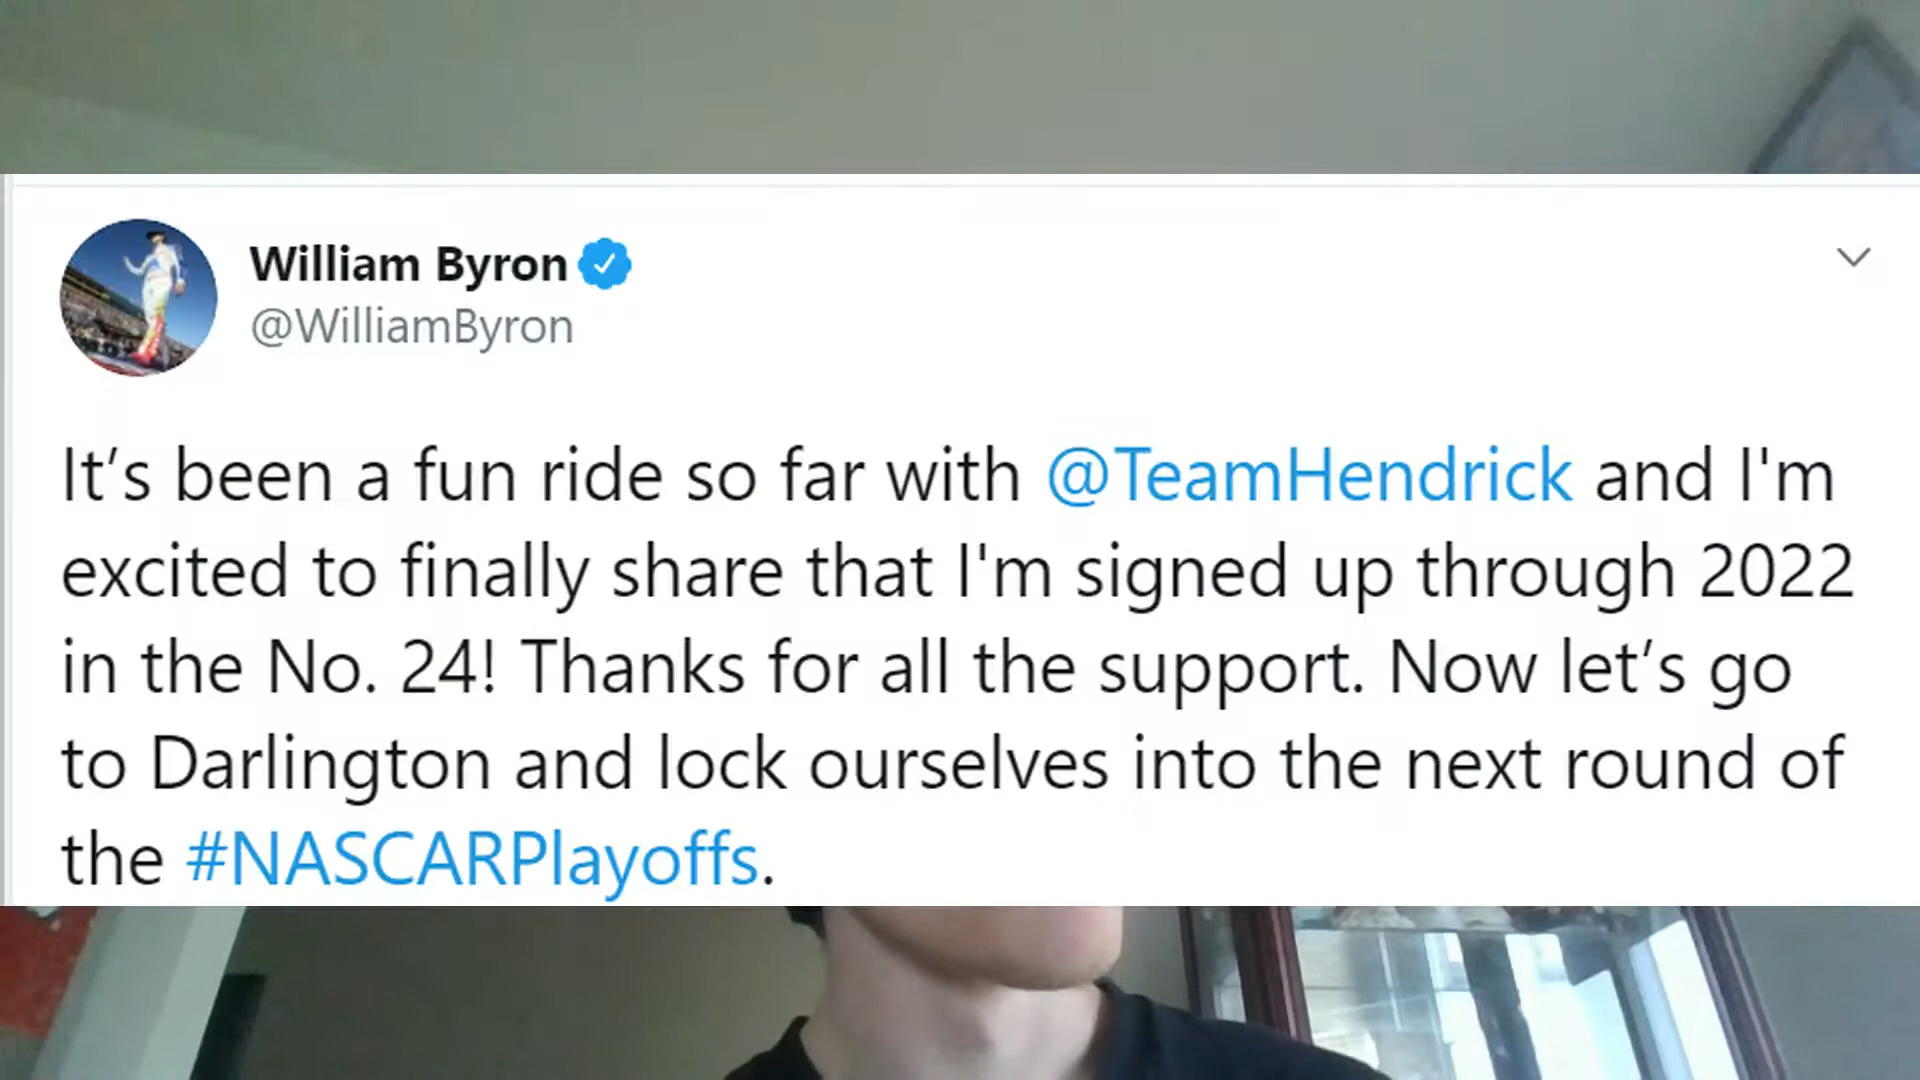 William Byron
@WilliamByron
It’s been a fun ride so far with @TeamHendrick and I'm
excited to finally share that I'm signed up through 2022
in the No. 24! Thanks for all the support. Now let’s go
to Darlington and lock ourselves into the next round of
the #NASCARPlayoffs.